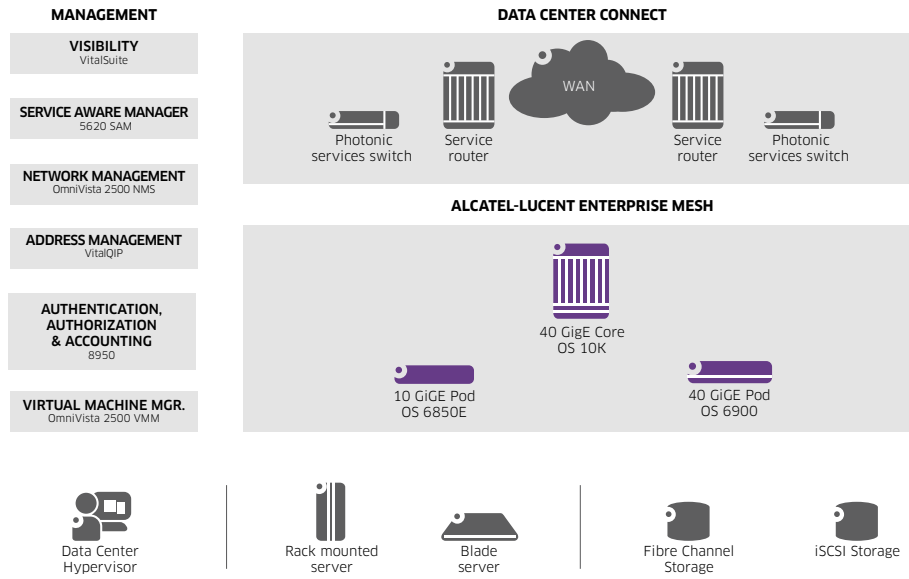 MANAGEMENT
VISIBILITY
VitalSuite
SERVICE AWARE MANAGER
5620 SAM
NETWORK MANAGEMENT
OmniVista 2500 NMS
ADDRESS MANAGEMENT
VitalQIP
AUTHENTICATION,
AUTHORIZATION
& ACCOUNTING
8950
VIRTUAL MACHINE MGR.
OmniVista 2500 VMM
DATA CENTER CONNECT
WAN
Photonic
services switch
Service
router
Service
router
Photonic
services switch
ALCATEL-LUCENT ENTERPRISE MESH
40 GigE Core
OS 10K
10 GiGE Pod
OS 6850E
40 GiGE Pod
OS 6900
Data Center
Hypervisor
Rack mounted
server
Blade
server
Fibre Channel
Storage
iSCSI Storage